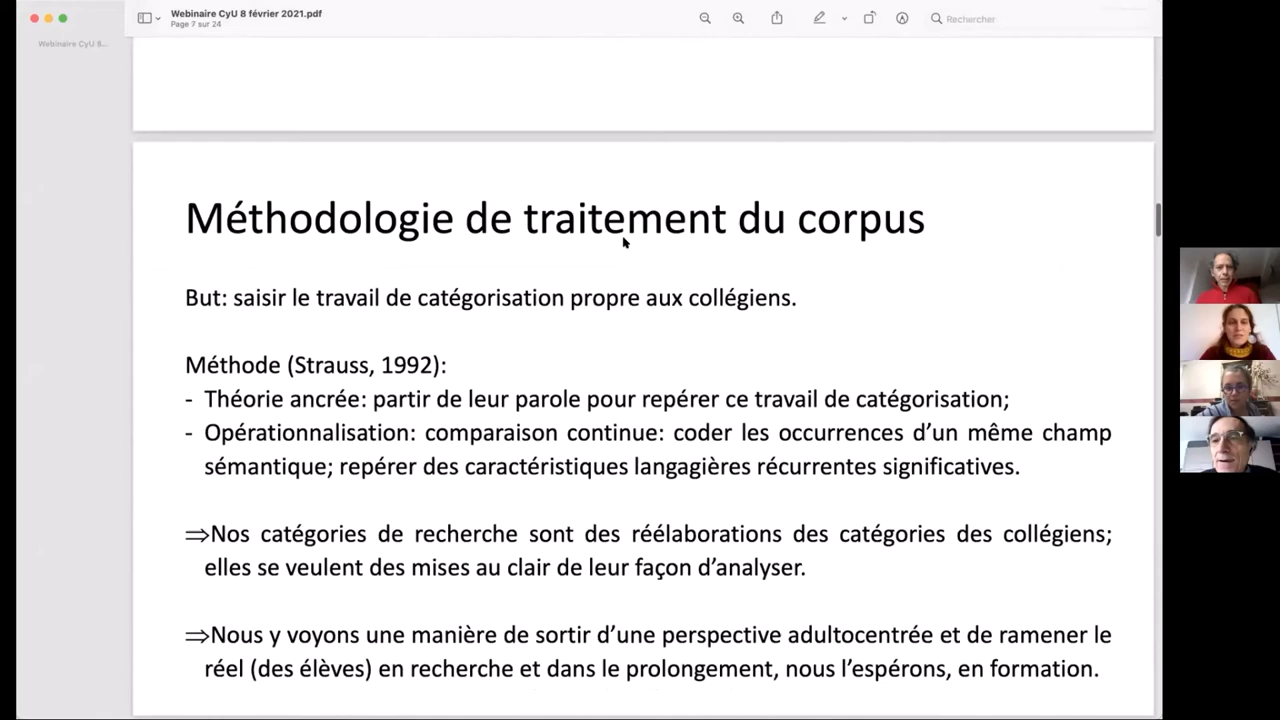 Webinaire CyU 8 février 2021.pdf
Page 7 sur 24
Rechercher
Webinaire CyU 8...
Méthodologie de traitement du corpus
But: saisir le travail de catégorisation propre aux collégiens.
Méthode (Strauss, 1992):
- Théorie ancrée: partir de leur parole pour repérer ce travail de catégorisation;
- Opérationnalisation: comparaison continue: coder les occurrences d’un même champ
sémantique; repérer des caractéristiques langagières récurrentes significatives.
⇒Nos catégories de recherche sont des réélaborations des catégories des collégiens;
elles se veulent des mises au clair de leur façon d’analyser.
⇒Nous y voyons une manière de sortir d’une perspective adultocentrée et de ramener le
réel (des élèves) en recherche et dans le prolongement, nous l’espérons, en formation.